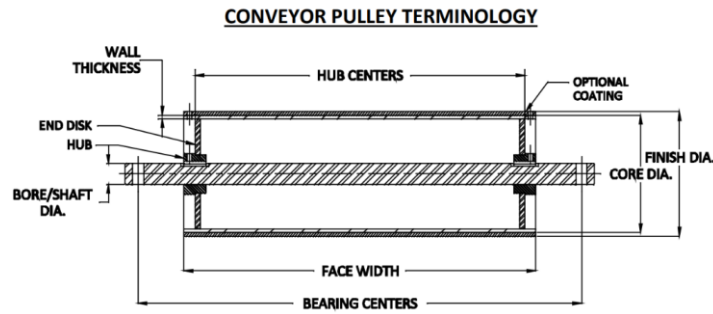 CONVEYOR PULLEY TERMINOLOGY
WALL
THICKNESS
HUB CENTERS
OPTIONAL
COATING
END DISK
HUB
FINISH DIA.
CORE DIA.
BORE/SHAFT
DIA.
FACE WIDTH
BEARING CENTERS